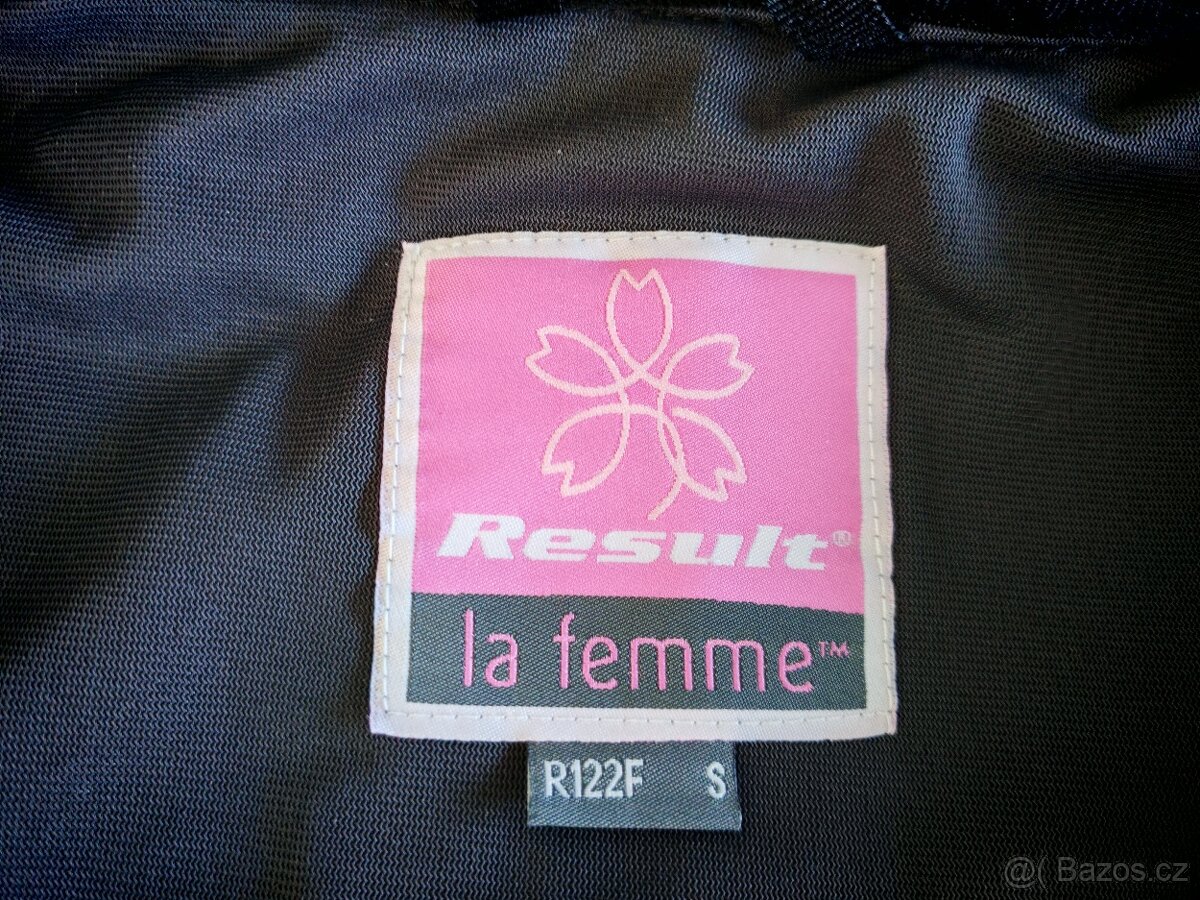 Result®
la femme™
R122F S
@( Bazos.cz